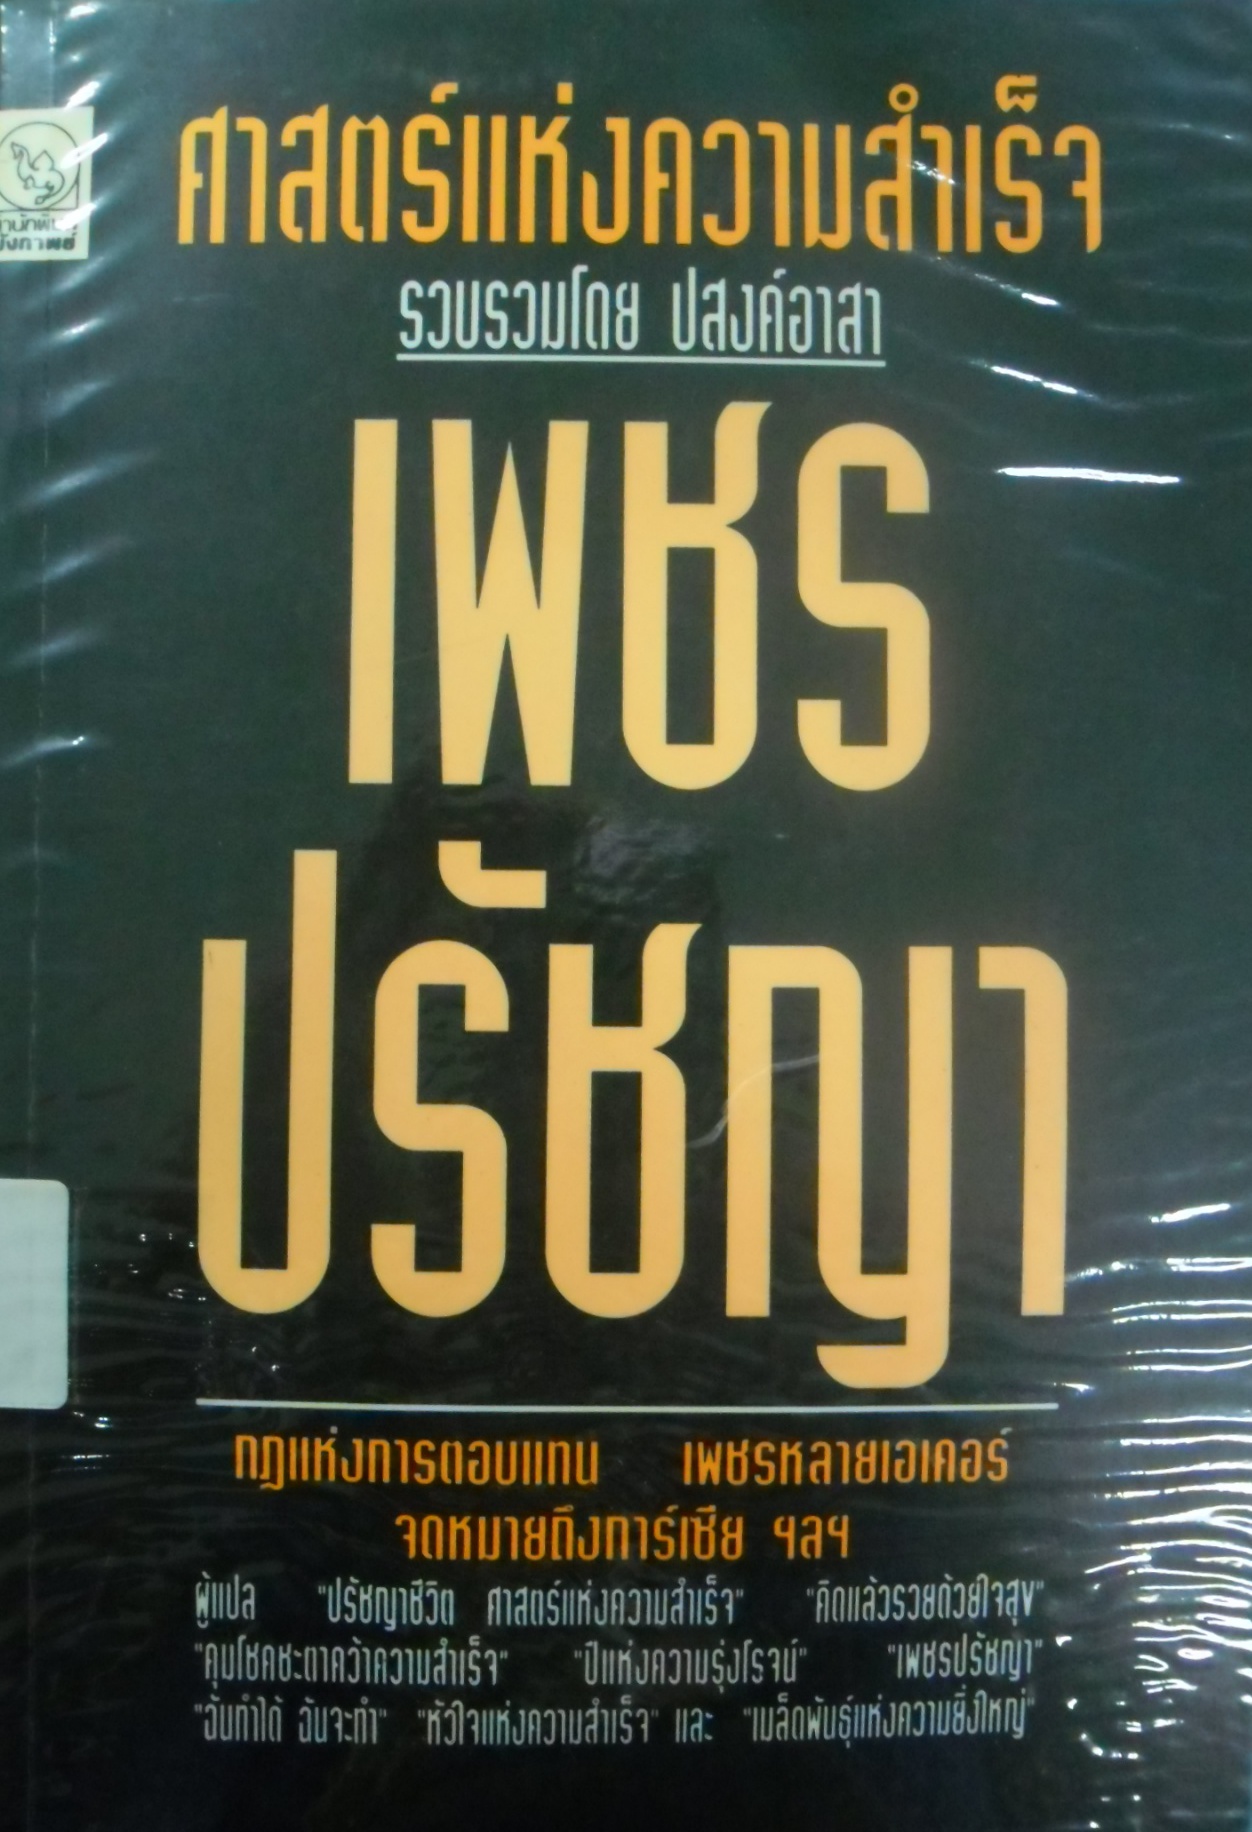 ศาสตร์แห่งความสำเร็จ
รวบรวมโดย ปสงค์อาสา
เพชร
ปรัชญา
กฎแห่งการตอบแทน เพชรหลายเอเคอร์
จดหมายถึงการ์เซีย ฯลฯ
ผู้แปล "ปรัชญาชีวิต ศาสตร์แห่งความสำเร็จ" "คิดแล้วรวยด้วยใจสุข"
"คุมโชคชะตาคว้าความสำเร็จ" "ปีแห่งความรุ่งโรจน์" "เพชรปรัชญา"
"ฉันทำได้ ฉันจะทำ" "หัวใจแห่งความสำเร็จ" และ "เมล็ดพันธุ์แห่งความยิ่งใหญ่"